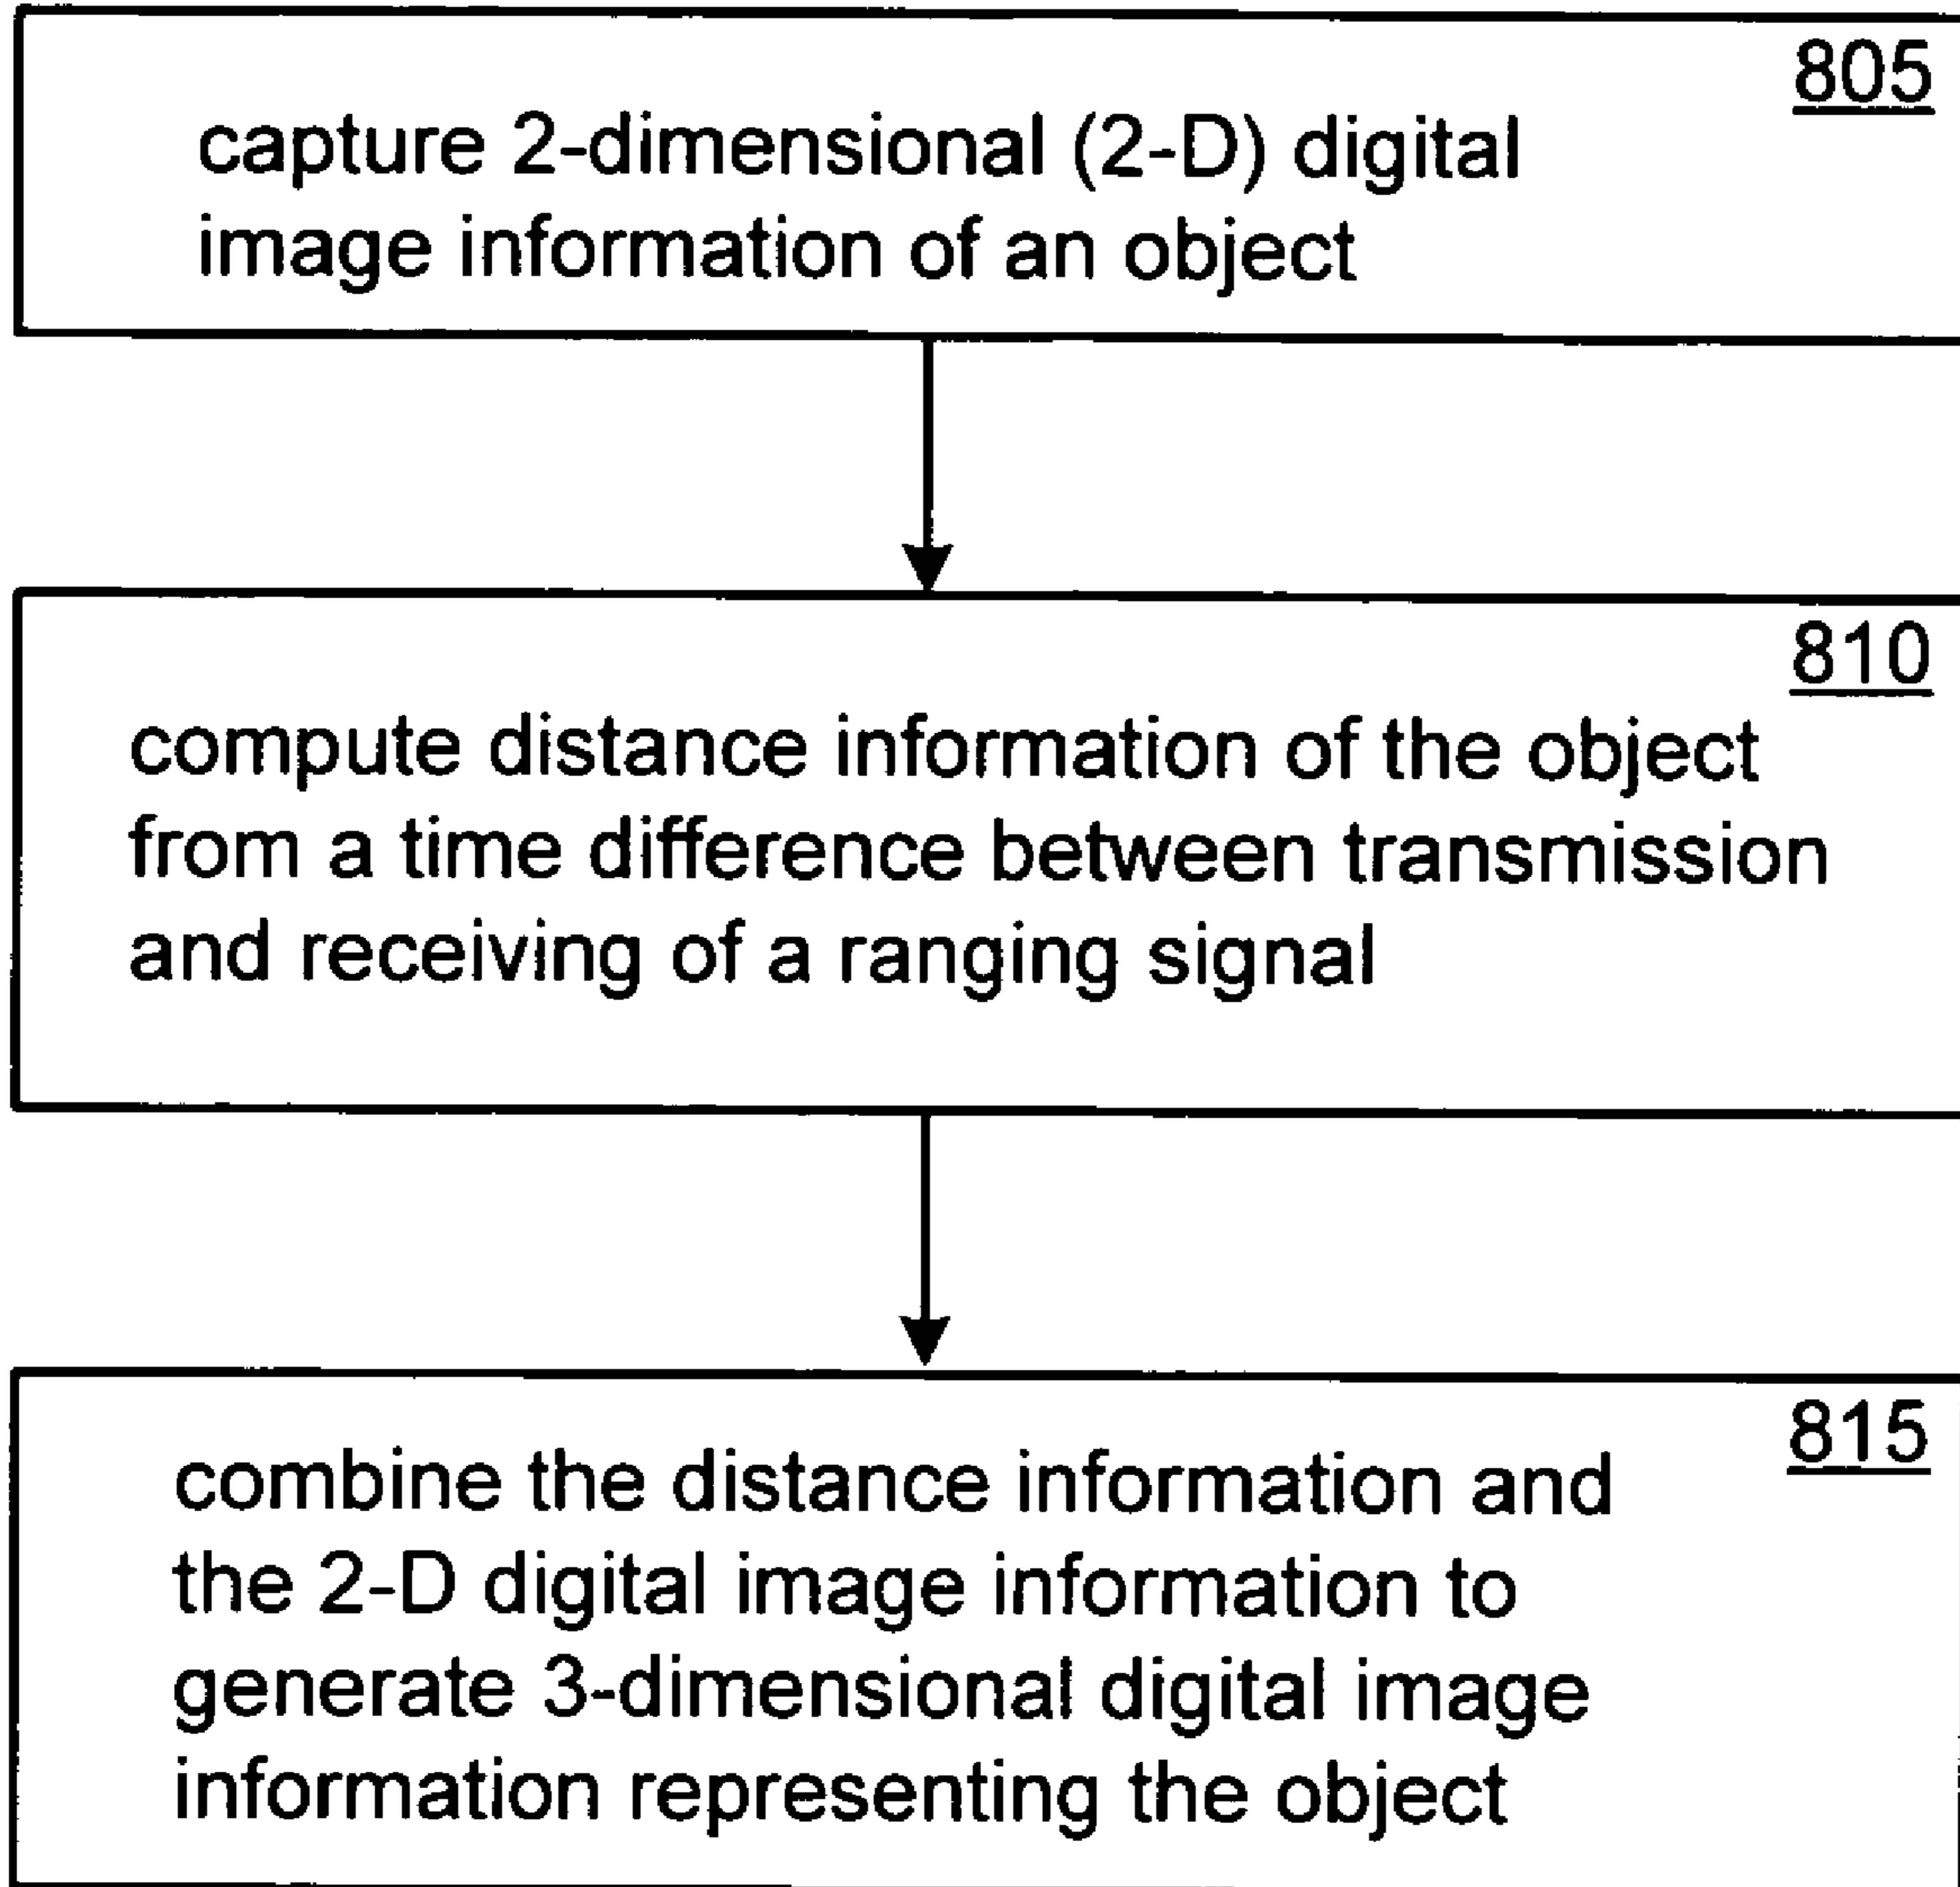 805
capture 2-dimensional (2-D) digital
image information of an object
810
compute distance information of the object
from a time difference between transmission
and receiving of a ranging signal
815
combine the distance information and
the 2-D digital image information to
generate 3-dimensional digital image
information representing the object